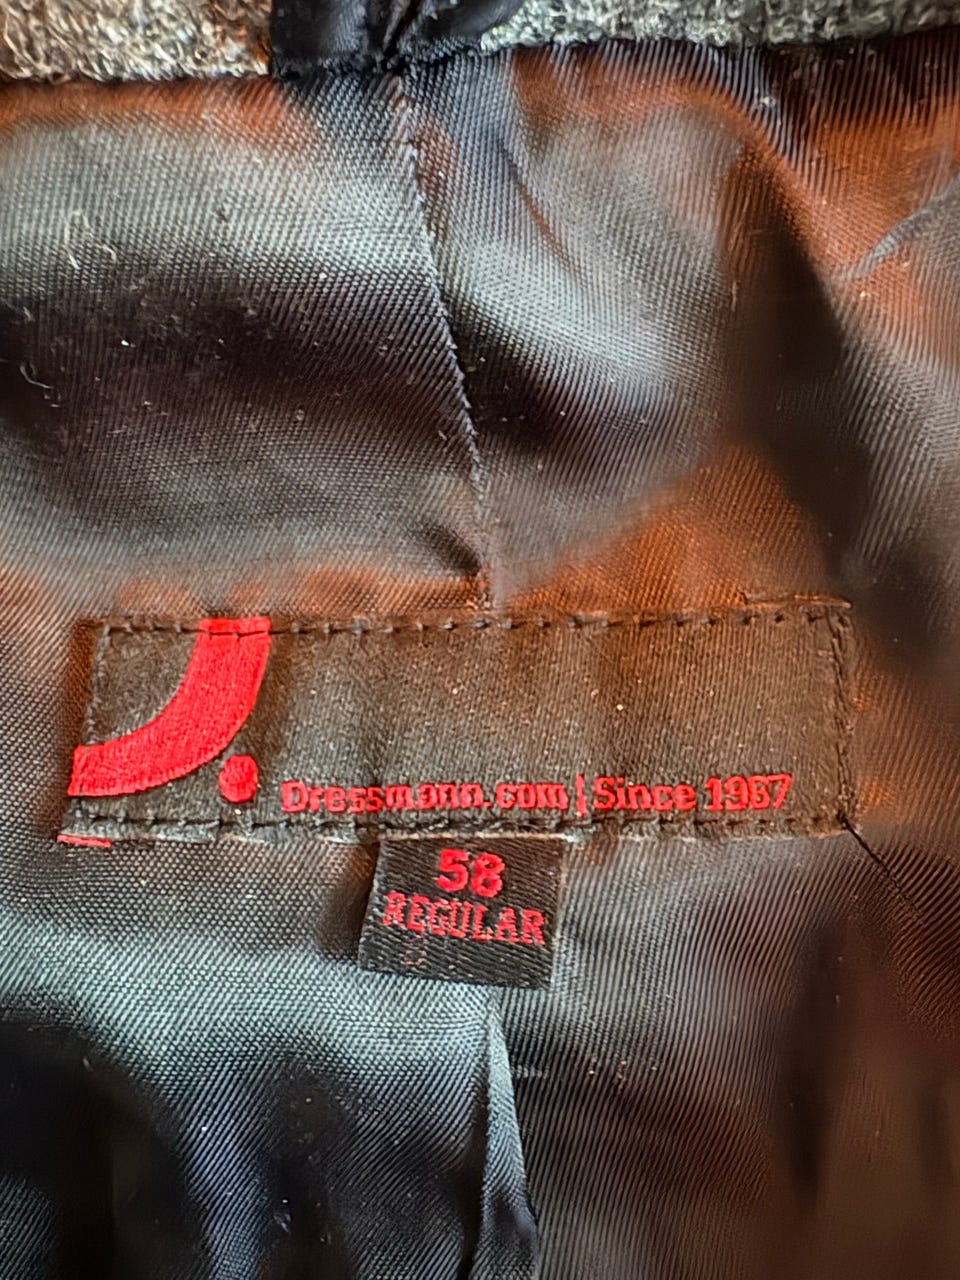 Dressmann.com | Since 1967
58
REGULAR